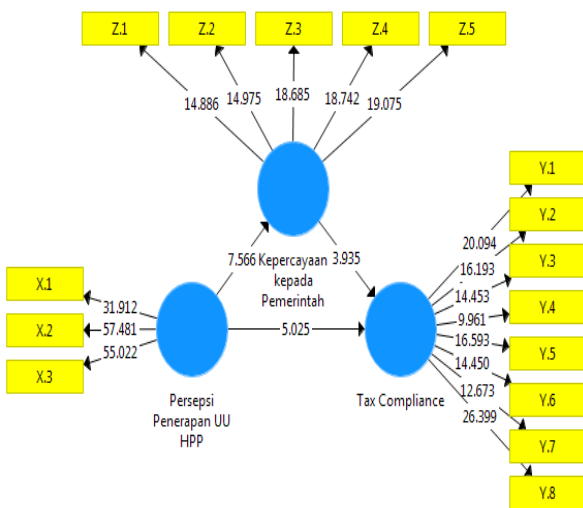 Z.1
Z.2
Z.3
Z.4
Z.5
14.886
14.975
18.685
18.742
19.075
Y.1
Y.2
Y.3
Y.4
Y.5
Y.6
Y.7
Y.8
20.094
16.193
14.453
9.961
16.593
14.450
12.673
26.399
7.566
Kepercayaan
kepada
Pemerintah
3.935
X.1
X.2
X.3
31.912
57.481
55.022
5.025
Persepsi
Penerapan UU
HPP
Tax Compliance